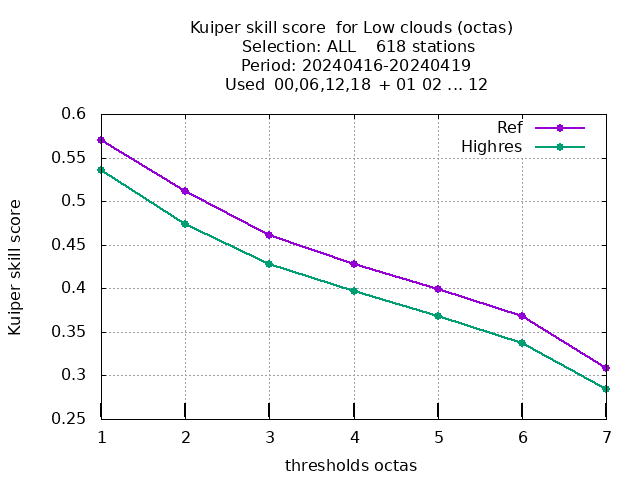 Kuiper skill score  for Low clouds (octas)
Selection: ALL    618 stations
Period: 20240416-20240419
Used  00,06,12,18 + 01 02 ... 12
Ref
Highres
0.6
0.55
0.5
0.45
0.4
0.35
0.3
0.25
Kuiper skill score
1 2 3 4 5 6 7
thresholds octas